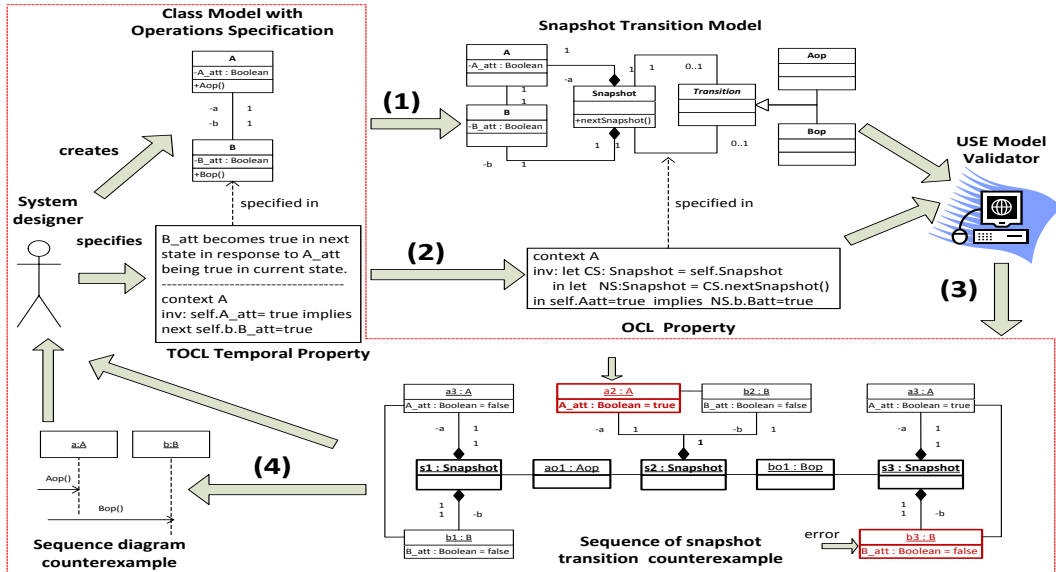 Class Model with
Operations Specification
A
-A_att : Boolean
+Aop()
-a 1
-b 1
B
-B_att : Boolean
+Bop()
creates
System
designer
specifies
specified in
B_att becomes true in next
state in response to A_att
being true in current state.
context A
inv: self.A_att= true implies
next self.b.B_att=true
TOCL Temporal Property
(1)
(2)
Snapshot Transition Model
A
-A_att : Boolean
1
-a
1
1
B
-B_att : Boolean
-b
1
1
1
Snapshot
+nextSnapshot()
1
1
0..1
Transition
0..1
Aop
Bop
specified in
context A
inv: let CS: Snapshot = self.Snapshot
in let NS:Snapshot = CS.nextSnapshot()
in self.Aatt=true implies NS.b.Batt=true
OCL Property
USE Model
Validator
(3)
a3 : A
A_att : Boolean = false
a2 : A
A_att : Boolean = true
b2 : B
B_att : Boolean = false
a3 : A
A_att : Boolean = true
-a
1
1
-a
1
1
-b
1
-a
1
1
s1 : Snapshot
ao1 : Aop
s2 : Snapshot
bo1 : Bop
s3 : Snapshot
1
1
-b
1
1
-b
b1 : B
B_att : Boolean = false
error
b3 : B
B_att : Boolean = false
Sequence of snapshot
transition counterexample
(4)
a:A
b:B
Aop()
Bop()
Sequence diagram
counterexample